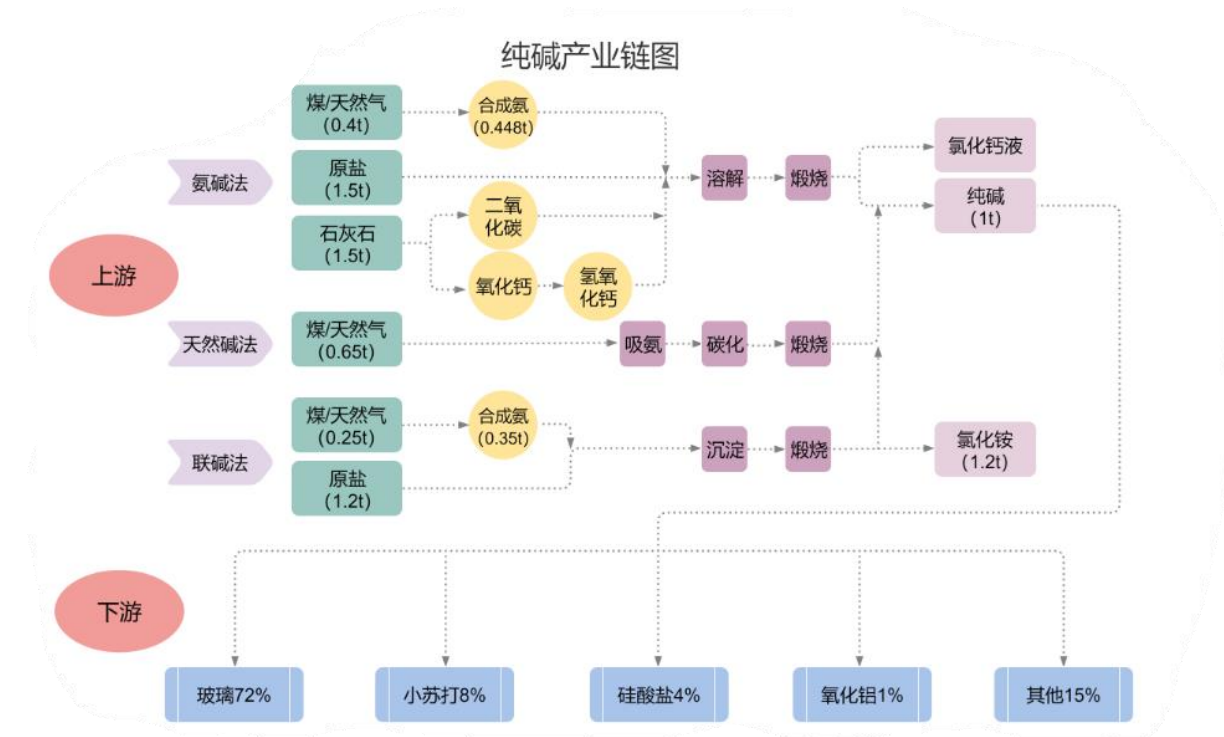 纯碱产业链图
煤/天然气
(0.4t)
合成氨
(0.448t)
氯化钙液
氨碱法
原盐
(1.5t)
溶解
煅烧
二氧
化碳
纯碱
(1t)
石灰石
(1.5t)
上游
氧化钙
氢氧
化钙
天然碱法
煤/天然气
(0.65t)
吸氨
碳化
煅烧
煤/天然气
(0.25t)
合成氨
(0.35t)
联碱法
沉淀
煅烧
氯化铵
(1.2t)
原盐
(1.2t)
下游
玻璃72%
小苏打8%
硅酸盐4%
氧化铝1%
其他15%